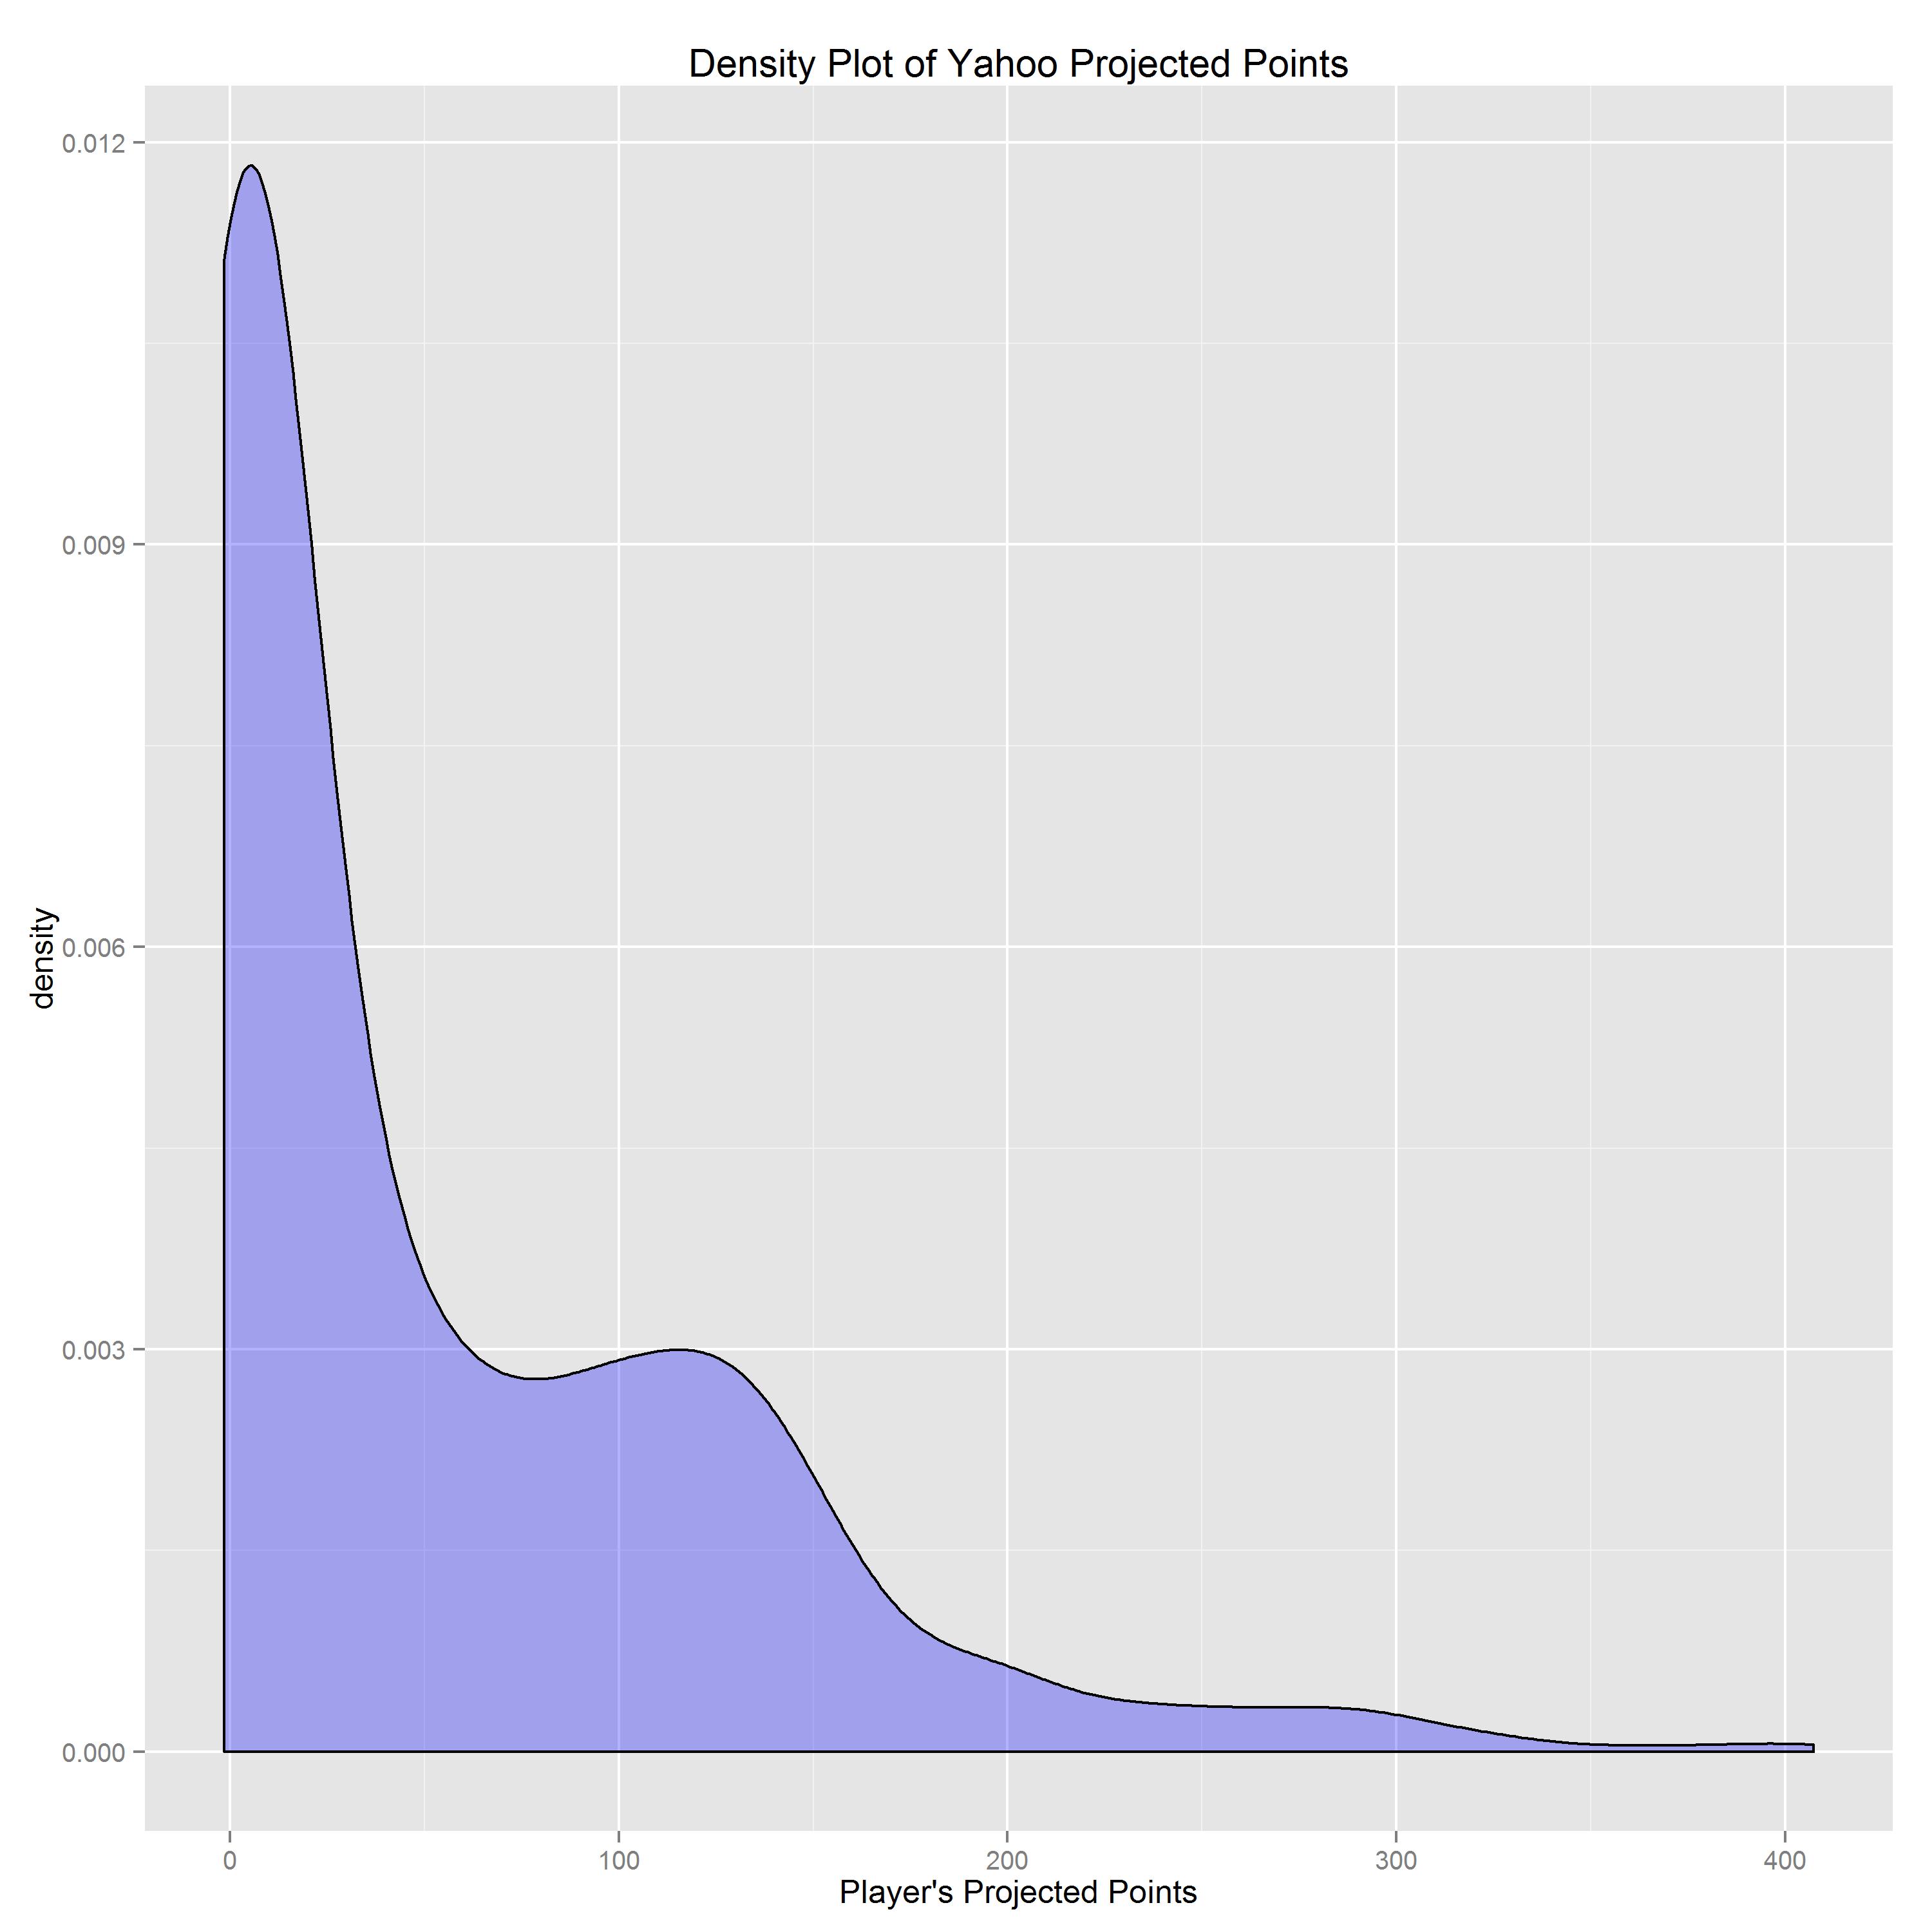 Density Plot of Yahoo Projected Points
0.012
0.009
0.006
0.003
0.000
density
0 100 200 300 400
Player's Projected Points